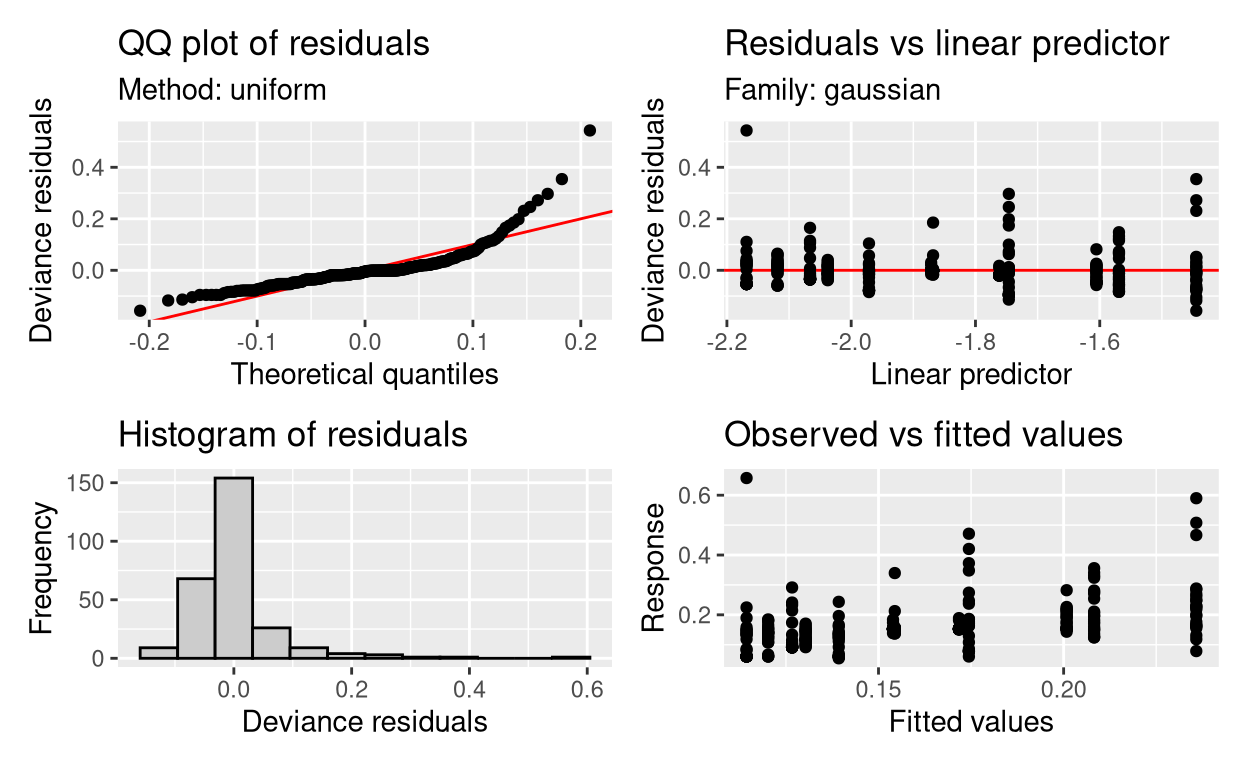 QQ plot of residuals
Method: uniform
Deviance residuals
0.4
0.2
0.0
-0.2
-0.1
0.0
0.1
0.2
Theoretical quantiles
Residuals vs linear predictor
Family: gaussian
Deviance residuals
0.4
0.2
0.0
-2.2
-2.0
-1.8
-1.6
Linear predictor
Histogram of residuals
Frequency
150
100
50
0
0.0
0.2
0.4
0.6
Deviance residuals
Observed vs fitted values
Response
0.6
0.4
0.2
0.15
0.20
Fitted values